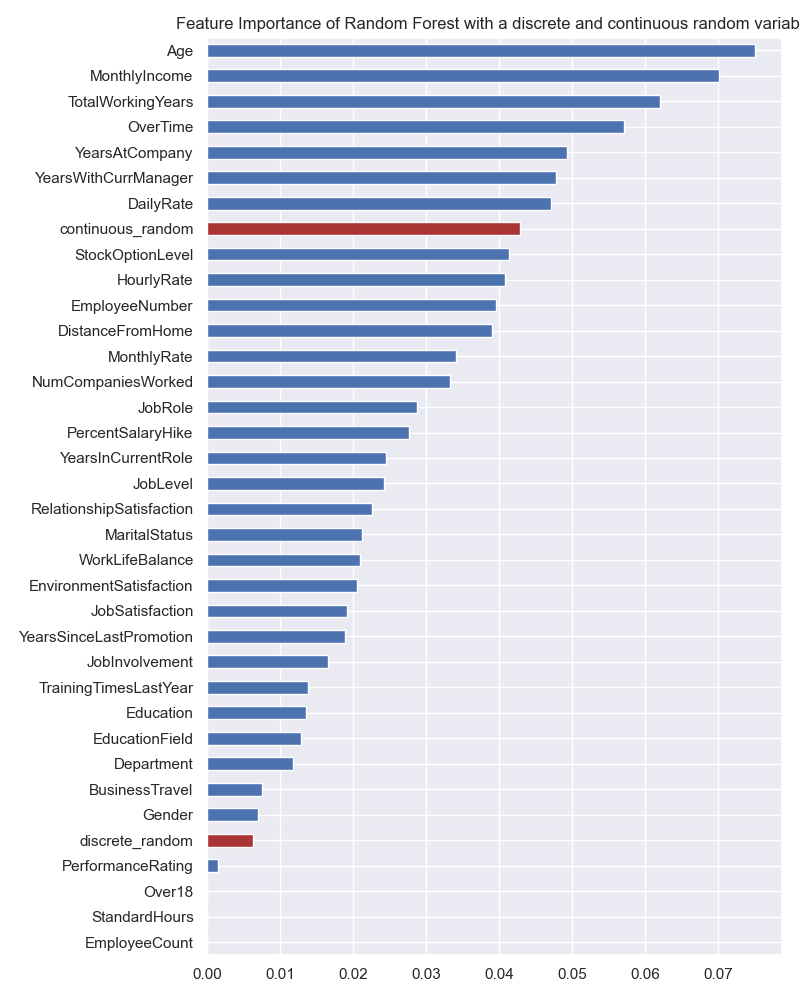 Feature Importance of Random Forest with a discrete and continuous random variab
Age
MonthlyIncome
TotalWorkingYears
OverTime
YearsAtCompany
YearsWithCurrManager
DailyRate
continuous_random
StockOptionLevel
HourlyRate
EmployeeNumber
DistanceFromHome
MonthlyRate
NumCompaniesWorked
JobRole
PercentSalaryHike
YearsInCurrentRole
JobLevel
RelationshipSatisfaction
MaritalStatus
WorkLifeBalance
EnvironmentSatisfaction
JobSatisfaction
YearsSinceLastPromotion
JobInvolvement
TrainingTimesLastYear
Education
EducationField
Department
BusinessTravel
Gender
discrete_random
PerformanceRating
Over18
StandardHours
EmployeeCount
0.00 0.01 0.02 0.03 0.04 0.05 0.06 0.07